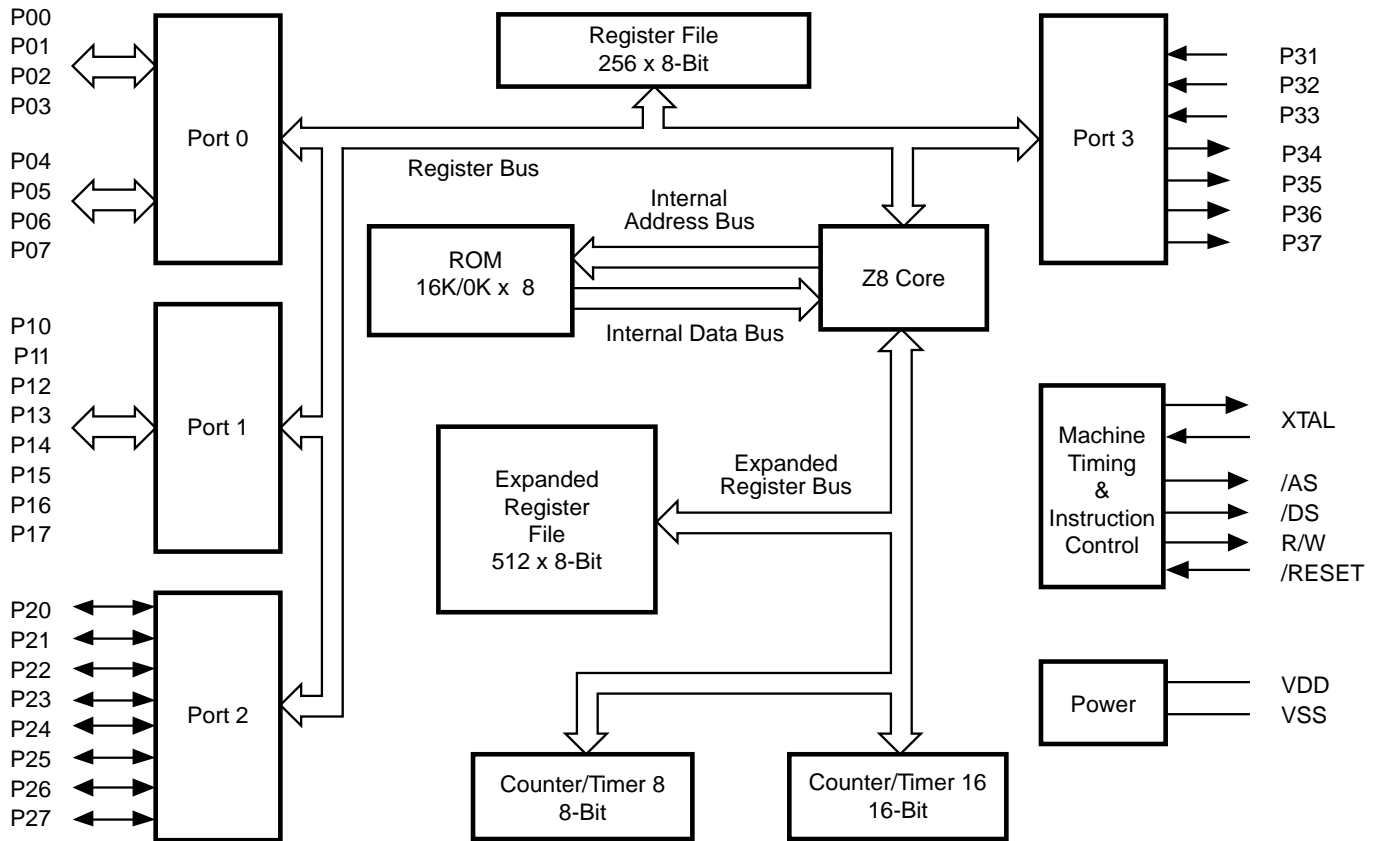 P00
P01
P02
P03
P04
P05
P06
P07
Port 0
P10
P11
P12
P13
P14
P15
P16
P17
Port 1
P20
P21
P22
P23
P24
P25
P26
P27
Port 2
Register File
256 x 8-Bit
Register Bus
Internal
Address Bus
ROM
16K/0K x 8
Internal Data Bus
Z8 Core
Expanded
Register
File
512 x 8-Bit
Expanded
Register Bus
Counter/Timer 8
8-Bit
Counter/Timer 16
16-Bit
Port 3
P31
P32
P33
P34
P35
P36
P37
Machine
Timing
&
Instruction
Control
XTAL
/AS
/DS
R/W
/RESET
Power
VDD
VSS